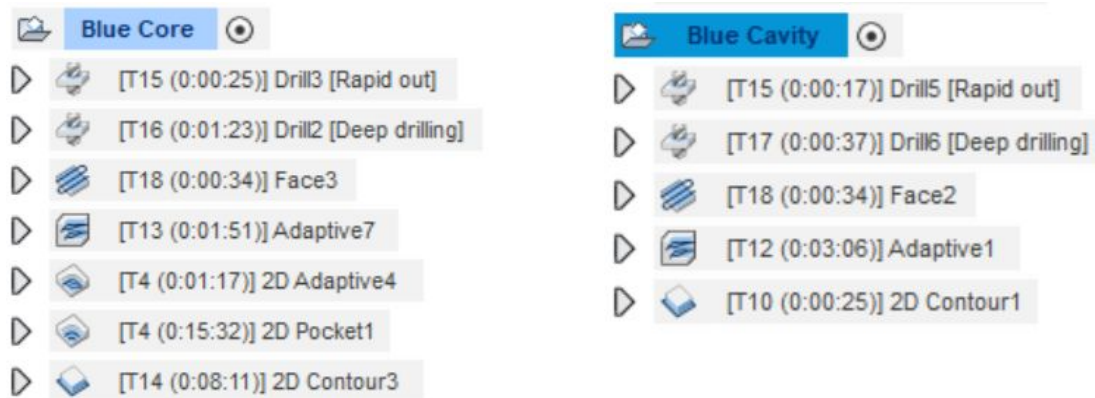 Blue Core
[T15 (0:00:25)] Drill3 [Rapid out]
[T16 (0:01:23)] Drill2 [Deep drilling]
[T18 (0:00:34)] Face3
[T13 (0:01:51)] Adaptive7
[T4 (0:01:17)] 2D Adaptive4
[T4 (0:15:32)] 2D Pocket1
[T14 (0:08:11)] 2D Contour3
Blue Cavity
[T15 (0:00:17)] Drill5 [Rapid out]
[T17 (0:00:37)] Drill6 [Deep drilling]
[T18 (0:00:34)] Face2
[T12 (0:03:06)] Adaptive1
[T10 (0:00:25)] 2D Contour1